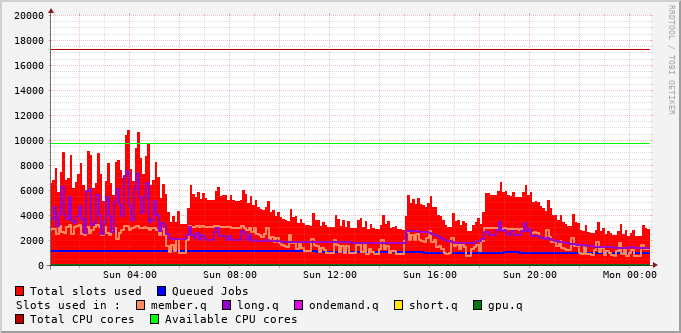 20000
18000
16000
14000
12000
10000
8000
6000
4000
2000
0
Sun 04:00 Sun 08:00 Sun 12:00 Sun 16:00 Sun 20:00 Mon 00:00
Total slots used Queued Jobs
Slots used in : member.q long.q ondemand.q short.q gpu.q
Total CPU cores Available CPU cores
RRDTOOL / TOBI OETIKER